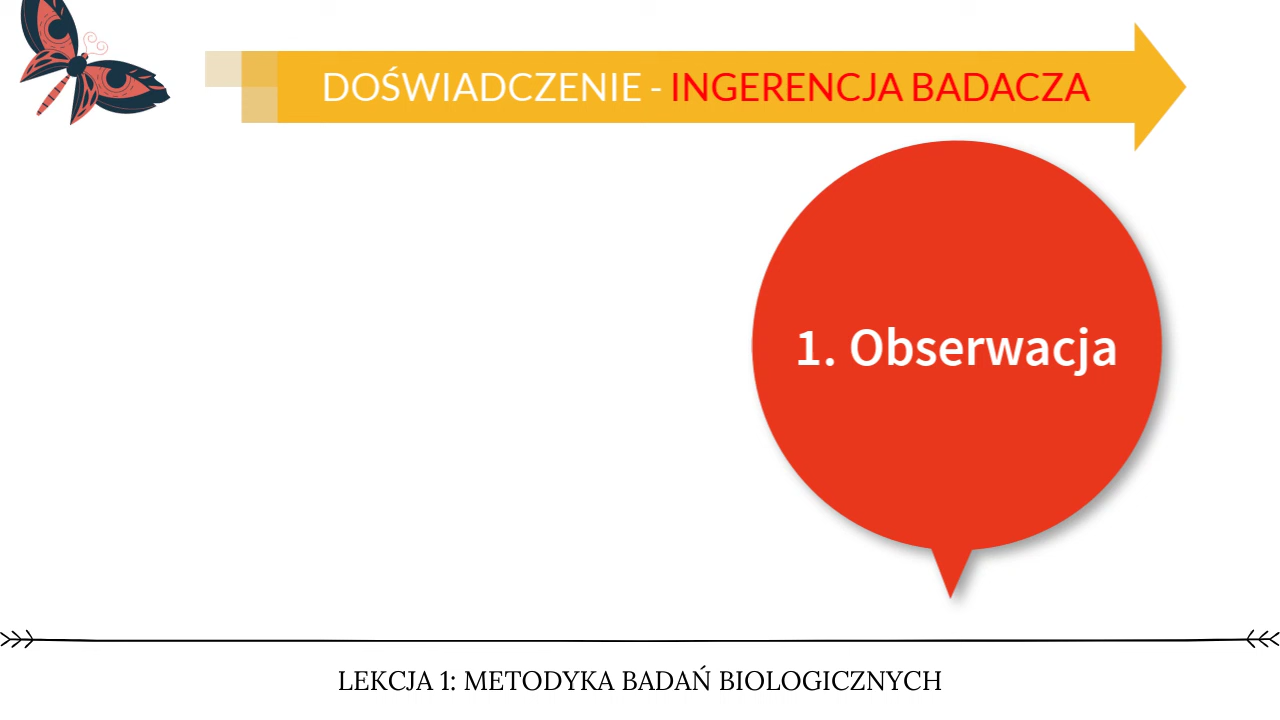 DOŚWIADCZENIE - INGERENCJA BADACZA
1. Obserwacja
LEKCJA 1: METODYKA BADAŃ BIOLOGICZNYCH